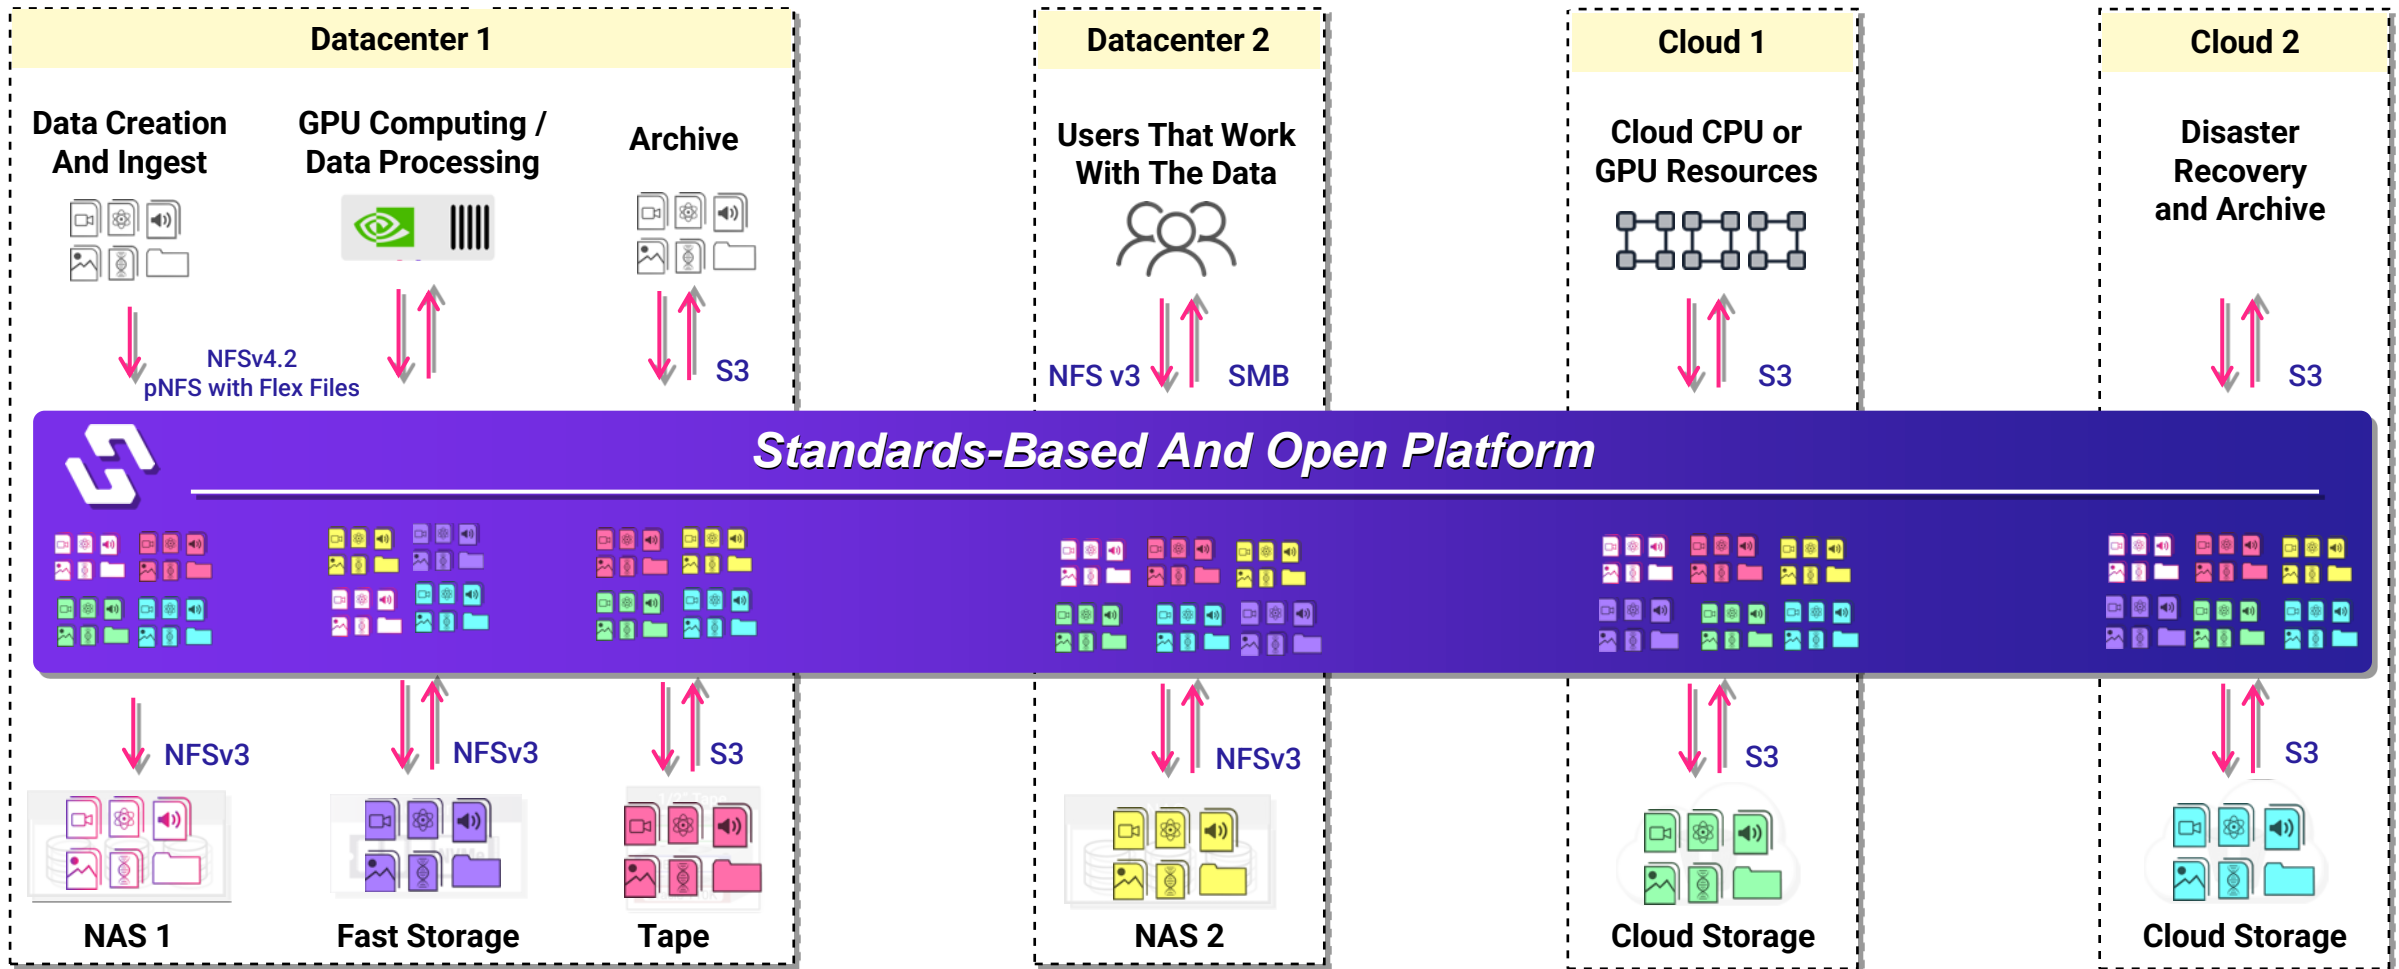 Datacenter 1
Datacenter 2
Cloud 1
Cloud 2
Data Creation
And Ingest
GPU Computing /
Data Processing
Archive
Users That Work
With The Data
Cloud CPU or
GPU Resources
Disaster
Recovery
and Archive
NFSv4.2
pNFS with Flex Files
S3
NFS v3
SMB
S3
S3
Standards-Based And Open Platform
NFSv3
NFSv3
S3
NFSv3
S3
S3
1/2" Tape
NAS 1
Fast Storage
Tape
NAS 2
Cloud Storage
Cloud Storage